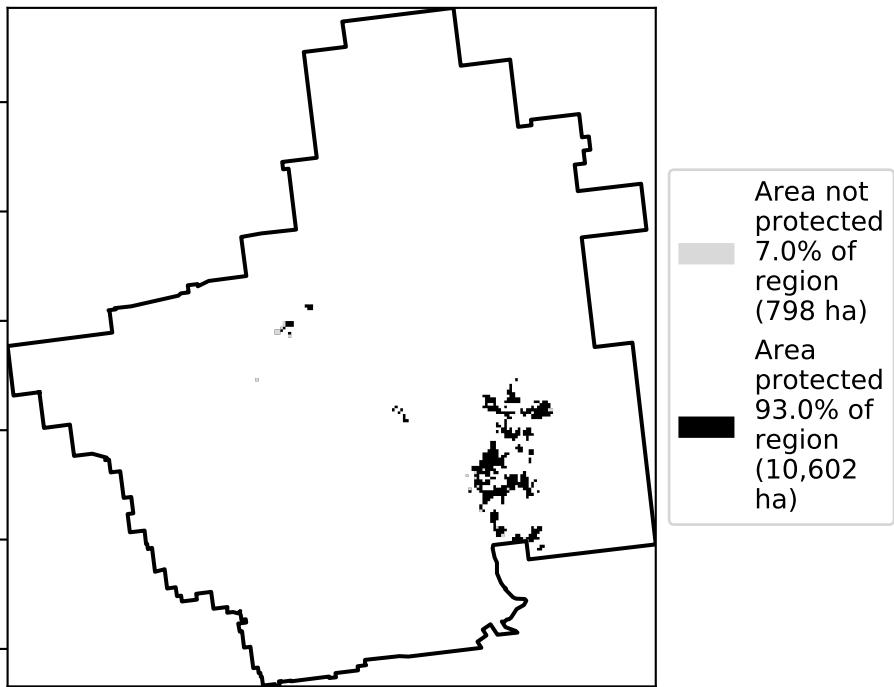 Area not
protected
7.0% of
region
(798 ha)
Area
protected
93.0% of
region
(10,602
ha)